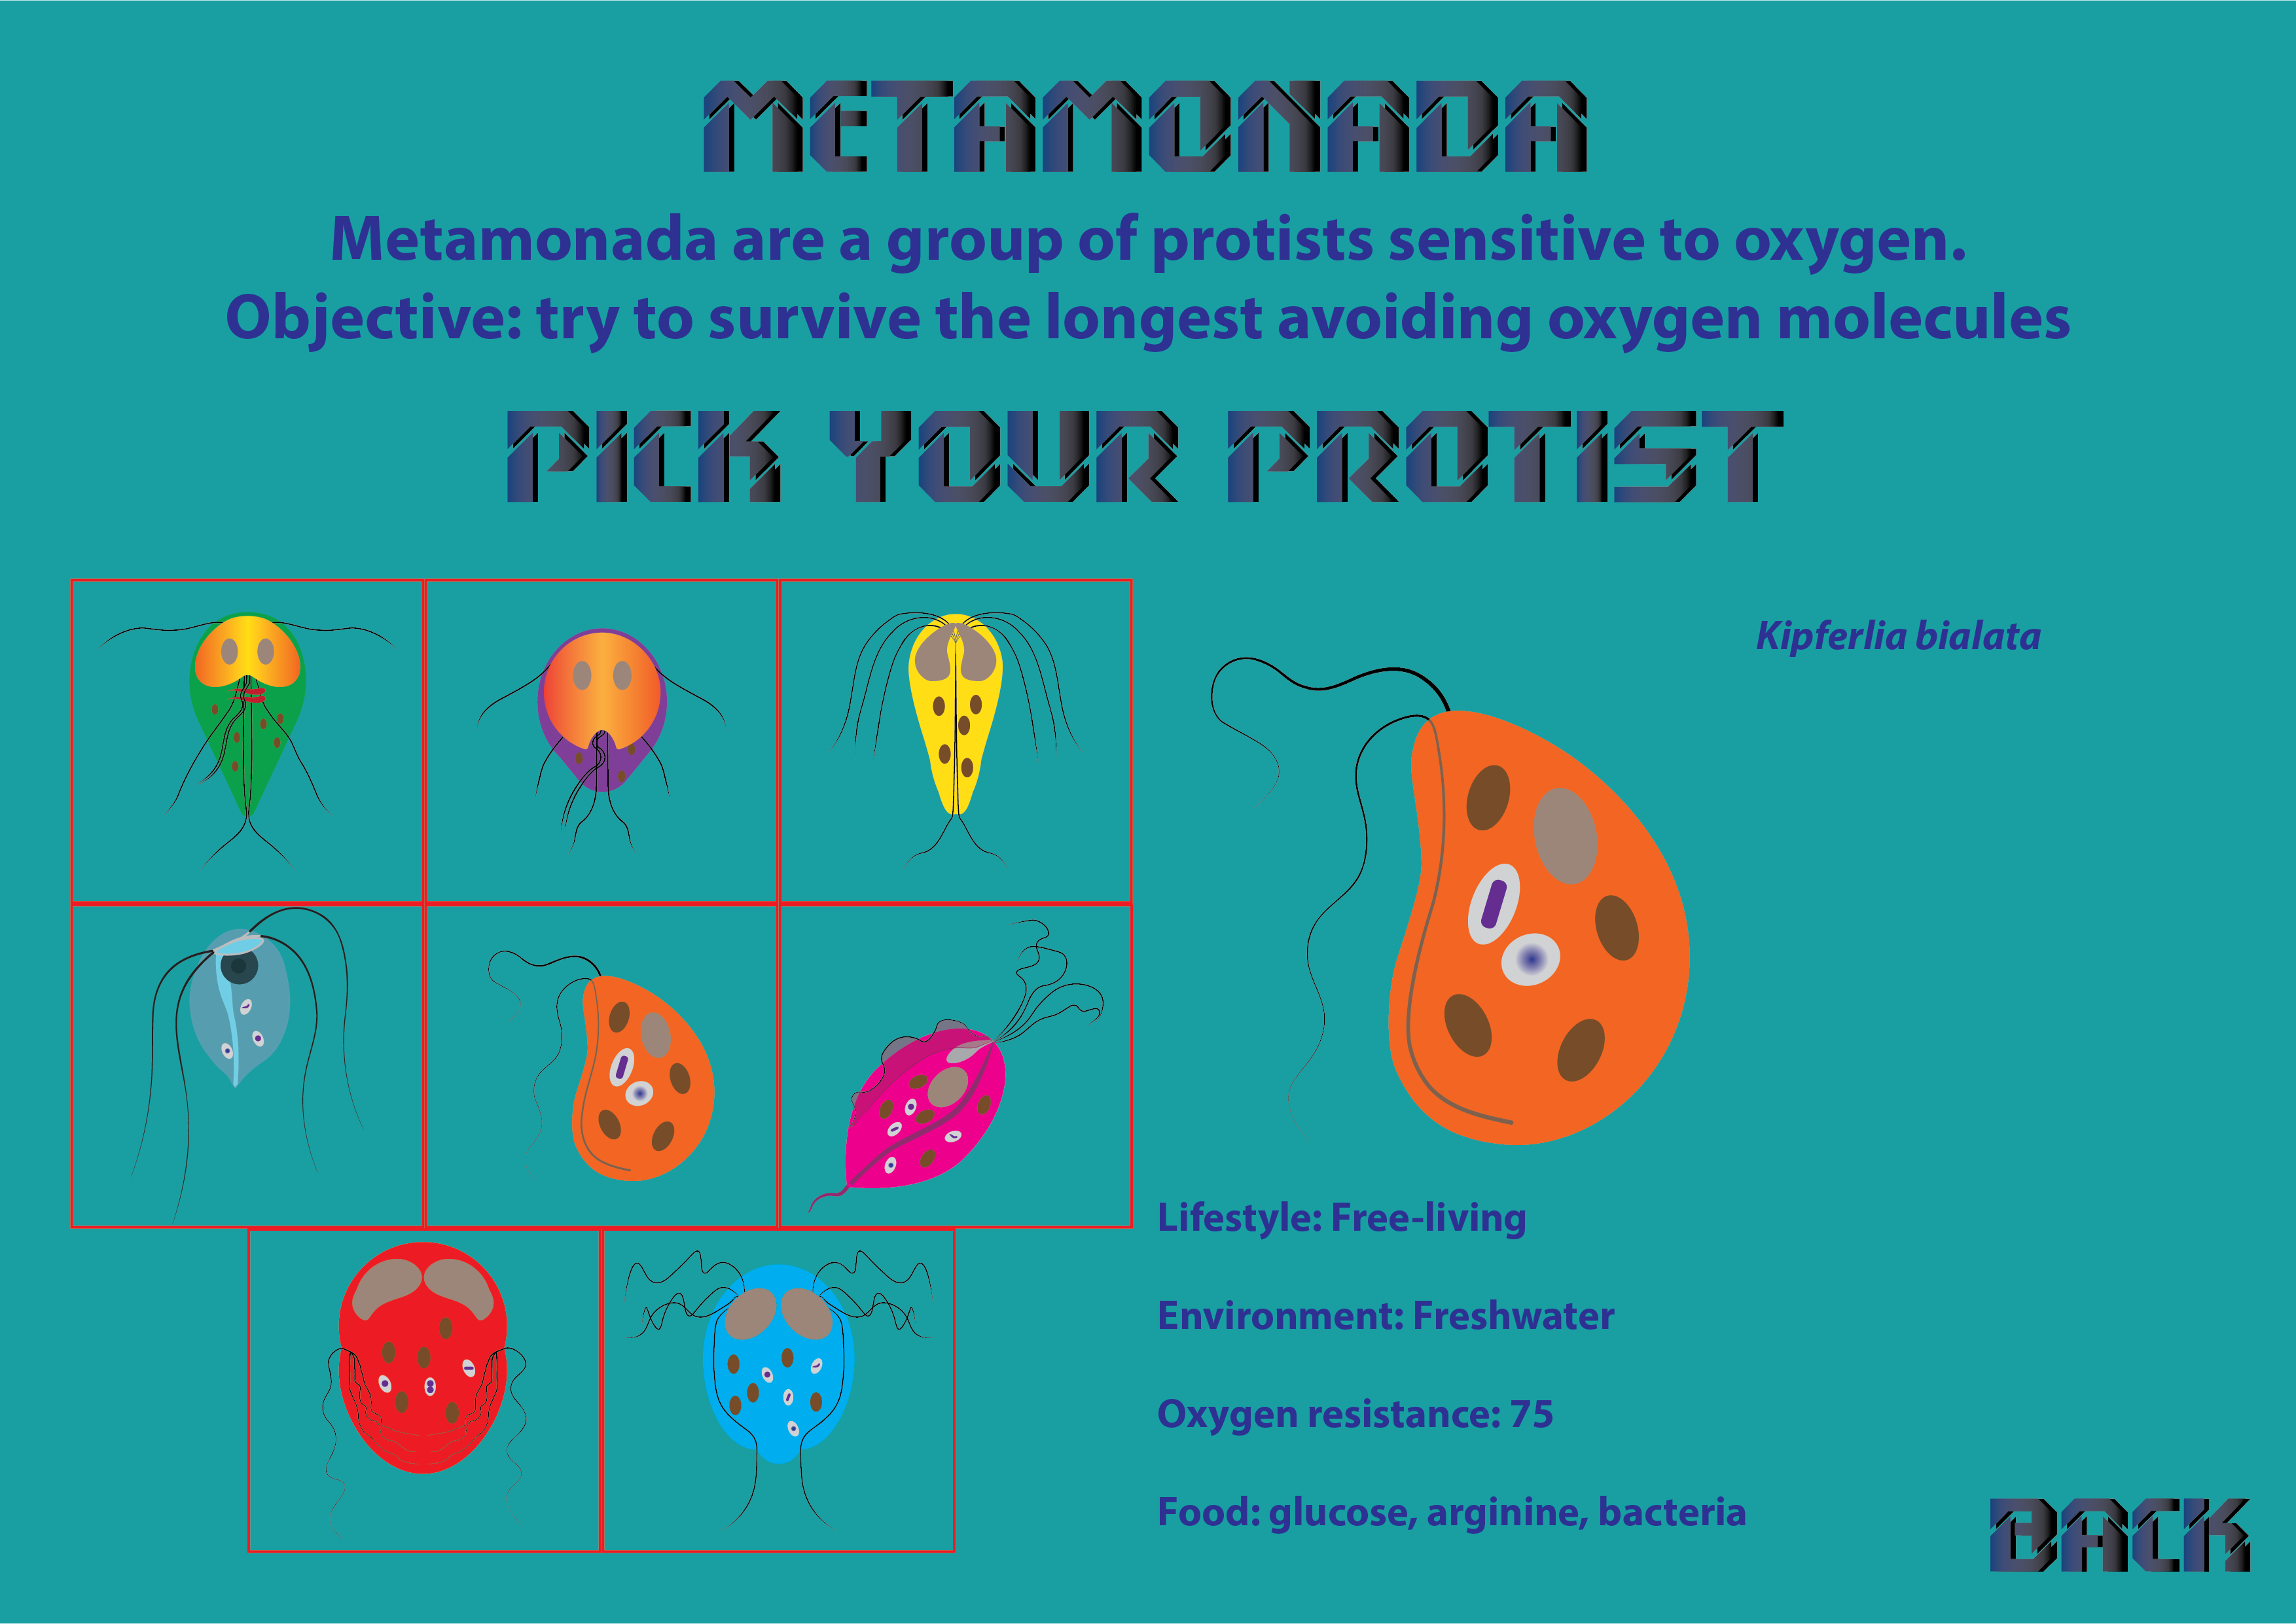 METAMONADA
Metamonada are a group of protists sensitive to oxygen.
Objective: try to survive the longest avoiding oxygen molecules
PICK YOUR PROTIST
Kipferlia bialata
Lifestyle: Free-living
Environment: Freshwater
Oxygen resistance: 75
Food: glucose, arginine, bacteria
BACK